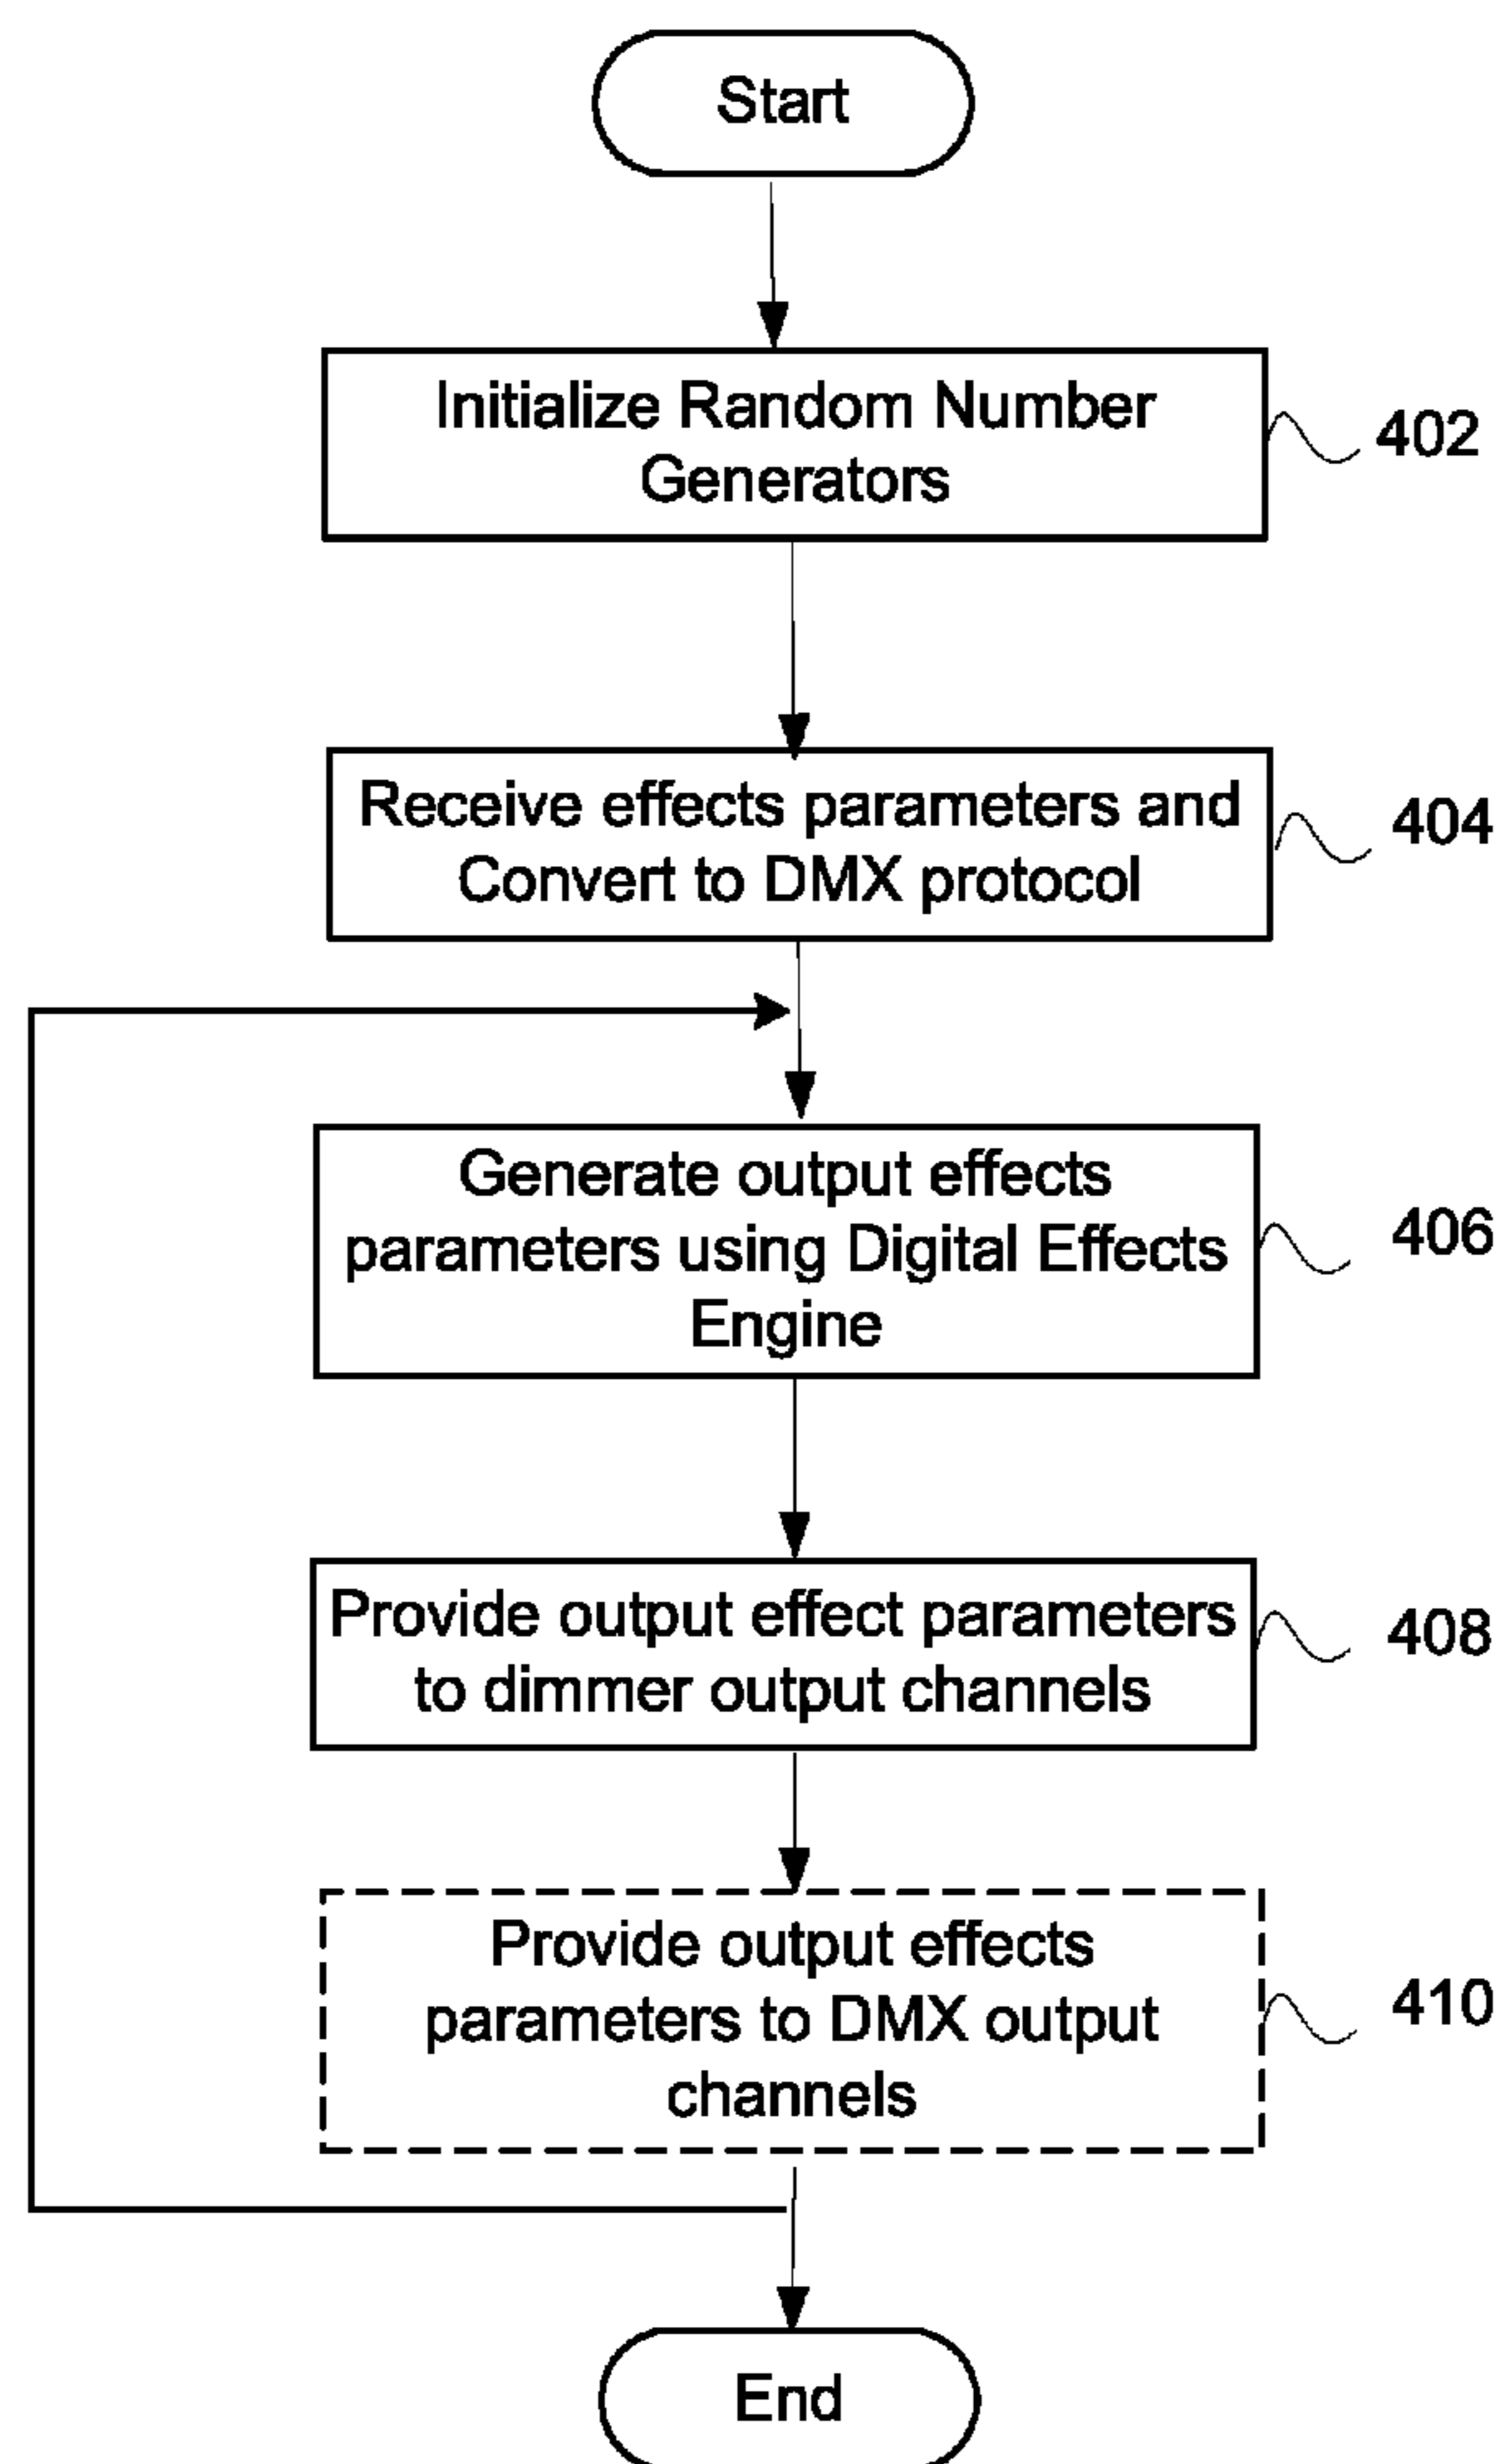 Start
Initialize Random Number
Generators
402
Receive effects parameters and
Convert to DMX protocol
404
Generate output effects
parameters using Digital Effects
Engine
406
Provide output effect parameters
to dimmer output channels
408
Provide output effects
parameters to DMX output
channels
410
End